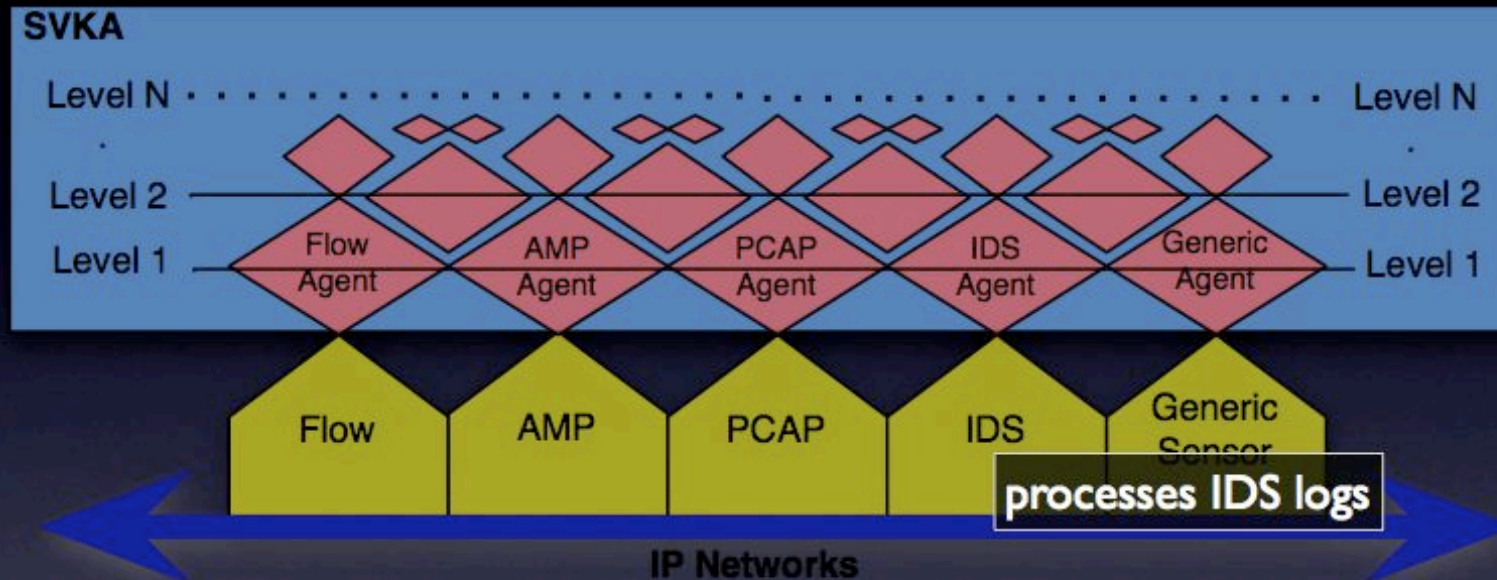 SVKA
Level N
Level N
Level 2
Level 2
Level 1
Level 1
Flow
Agent
AMP
Agent
PCAP
Agent
IDS
Agent
Generic
Agent
Flow
AMP
PCAP
IDS
Generic
Sensor
processes IDS logs
IP Networks